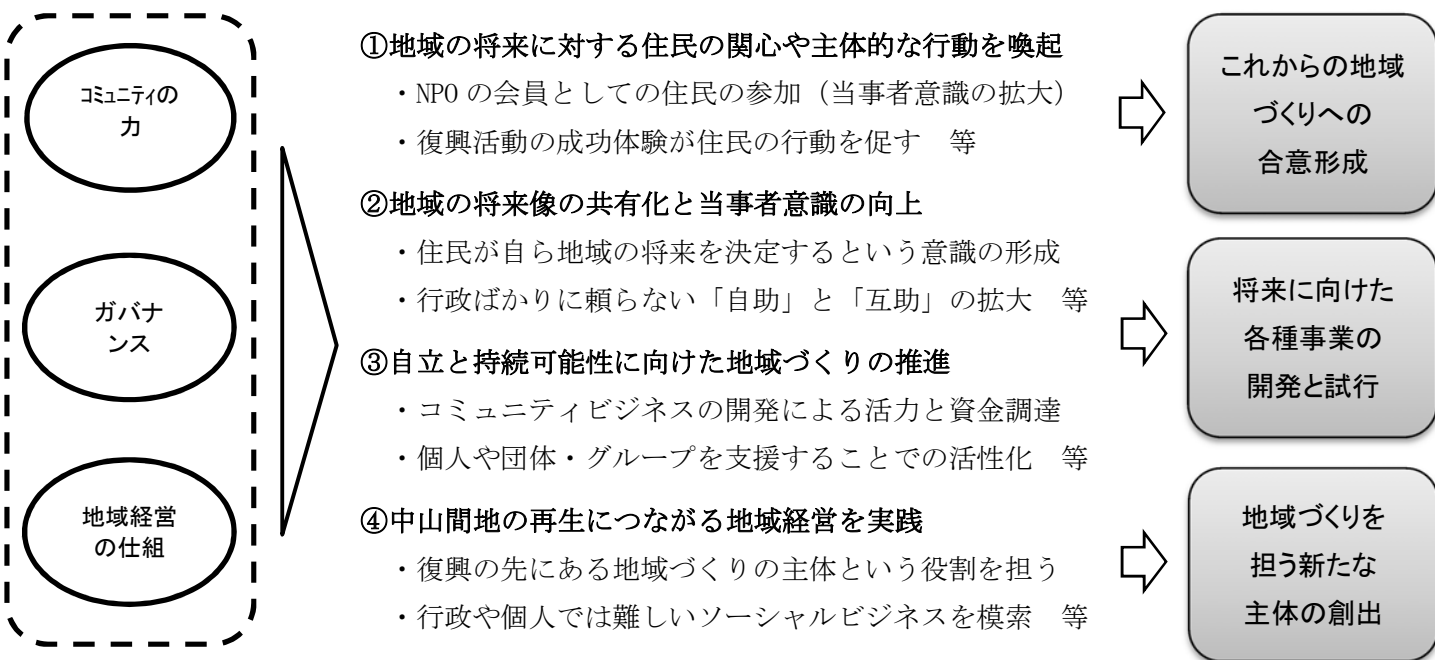 コミュニティの
力
ガバナ
ンス
地域経営
の仕組
①地域の将来に対する住民の関心や主体的な行動を喚起
・NPO の会員としての住民の参加（当事者意識の拡大）
・復興活動の成功体験が住民の行動を促す　等
②地域の将来像の共有化と当事者意識の向上
・住民が自ら地域の将来を決定するという意識の形成
・行政ばかりに頼らない「自助」と「互助」の拡大　等
③自立と持続可能性に向けた地域づくりの推進
・コミュニティビジネスの開発による活力と資金調達
・個人や団体・グループを支援することでの活性化　等
④中山間地の再生につながる地域経営を実践
・復興の先にある地域づくりの主体という役割を担う
・行政や個人では難しいソーシャルビジネスを模索　等
これからの地域
づくりへの
合意形成
将来に向けた
各種事業の
開発と試行
地域づくりを
担う新たな
主体の創出